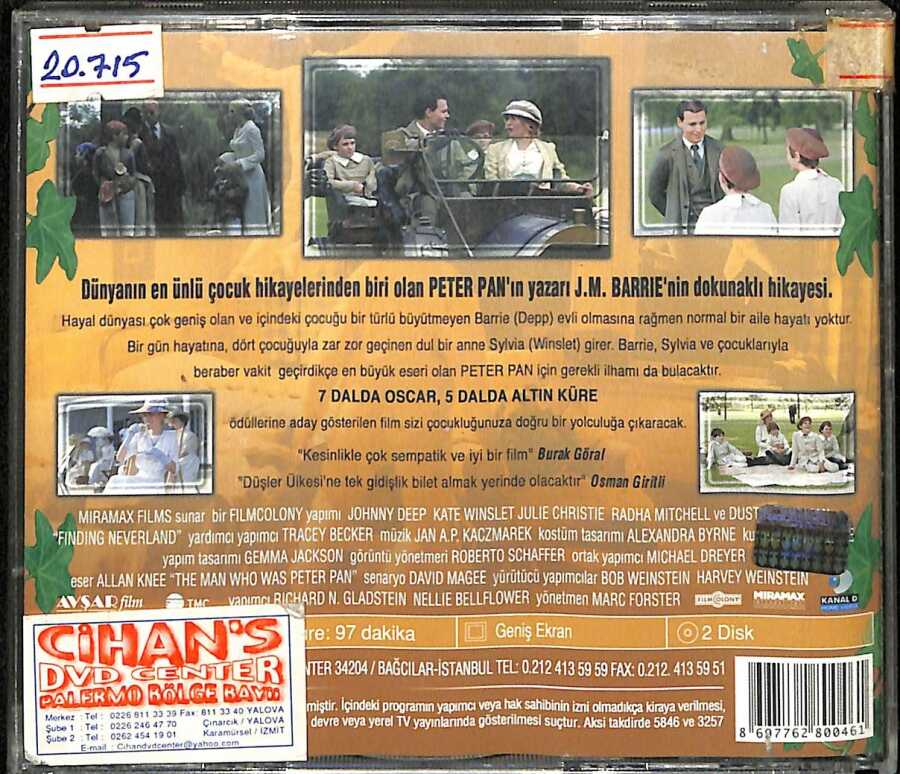 20.715
Dünyanın en ünlü çocuk hikayelerinden biri olan PETER PAN'ın yazarı J.M. BARRIE'nin dokunaklı hikayesi.
Hayal dünyası çok geniş olan ve içindeki çocuğu bir türlü büyütmeyen Barrie (Depp) evli olmasına rağmen normal bir aile hayatı yoktur.
Bir gün hayatına, dört çocuğuyla zar zor geçinen dul bir anne Sylvia (Winslet) girer. Barrie, Sylvia ve çocuklarıyla
beraber vakit geçirdikçe en büyük eseri olan PETER PAN için gerekli ilhamı da bulacaktır.
7 DALDA OSCAR, 5 DALDA ALTIN KÜRE
ödüllerine aday gösterilen film sizi çocukluğunuza doğru bir yolculuğa çıkaracak.
"Kesinlikle çok sempatik ve iyi bir film" Burak Göral
"Düşler Ülkesi'ne tek gidişlik bilet almak yerinde olacaktır" Osman Giritli
MIRAMAX FILMS sunar bir FILMCOLONY yapımı JOHNNY DEEP KATE WINSLET JULIE CHRISTIE RADHA MITCHELL ve DUST
"FINDING NEVERLAND" yardımcı yapımcı TRACEY BECKER müzik JAN A.P. KACZMAREK kostüm tasarımı ALEXANDRA BYRNE ku
yapım tasarımı GEMMA JACKSON görüntü yönetmeni ROBERTO SCHAFFER ortak yapımcı MICHAEL DREYER
eser ALLAN KNEE "THE MAN WHO WAS PETER PAN" senaryo DAVID MAGEE yürütücü yapımcılar BOB WEINSTEIN HARVEY WEINSTEIN
yapımcı RICHARD N. GLADSTEIN NELLIE BELLFLOWER yönetmen MARC FORSTER
AVŞAR film TMC FILMCOLONY MIRAMAX KANAL D
HOME VIDEO
re: 97 dakika Geniş Ekran 2 Disk
NTER 34204 / BAĞCILAR-İSTANBUL TEL: 0.212 413 59 59 FAX: 0.212. 413 59 51
miştir. İçindeki programın yapımcı veya hak sahibinin izni olmadıkça kiraya verilmesi,
devre veya yerel TV yayınlarında gösterilmesi suçtur. Aksi takdirde 5846 ve 3257
8 697762 800461
CİHAN'S
DVD CENTER
PALERMO BÖLGE BAYİİ
Merkez : Tel : 0226 811 33 39 Fax: 811 33 40 YALOVA
Şube 1 : Tel : 0226 246 47 70 Çınarcık / YALOVA
Şube 2 : Tel : 0262 454 19 01 Karamürsel / İZMİT
E-mail : Cihandvdcenter@yahoo.com